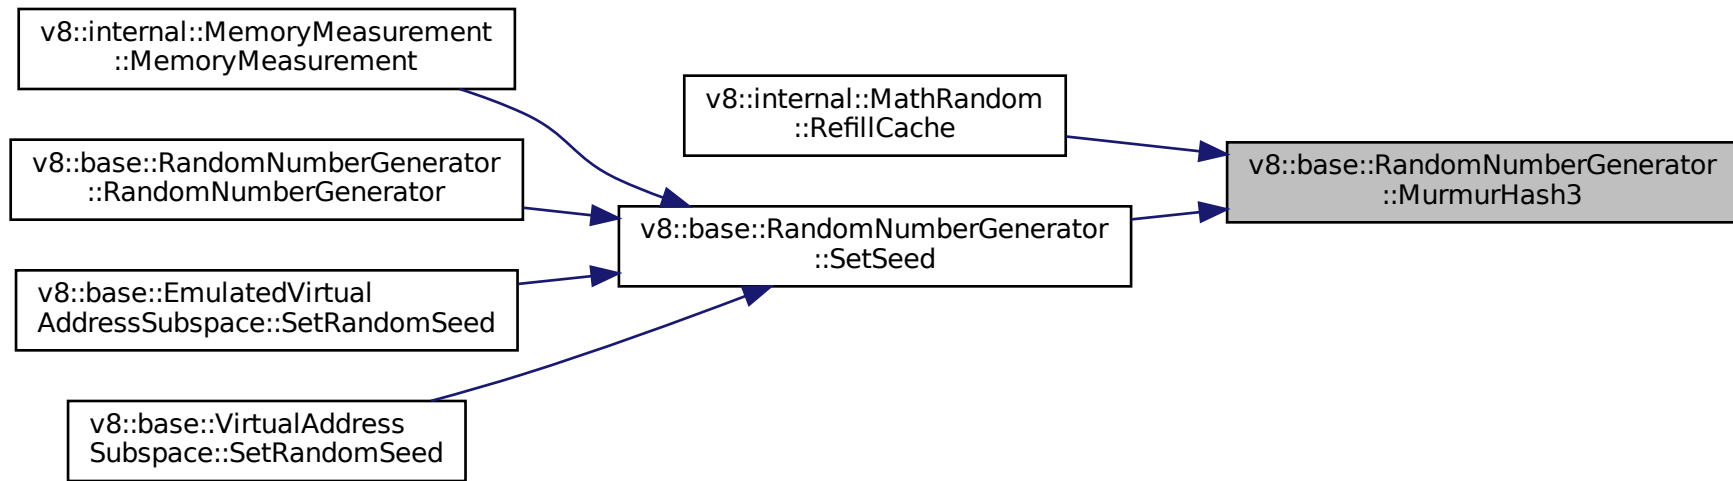 v8::internal::MemoryMeasurement
::MemoryMeasurement
v8::base::RandomNumberGenerator
::RandomNumberGenerator
v8::base::EmulatedVirtual
AddressSubspace::SetRandomSeed
v8::base::VirtualAddress
Subspace::SetRandomSeed
v8::internal::MathRandom
::RefillCache
v8::base::RandomNumberGenerator
::SetSeed
v8::base::RandomNumberGenerator
::MurmurHash3